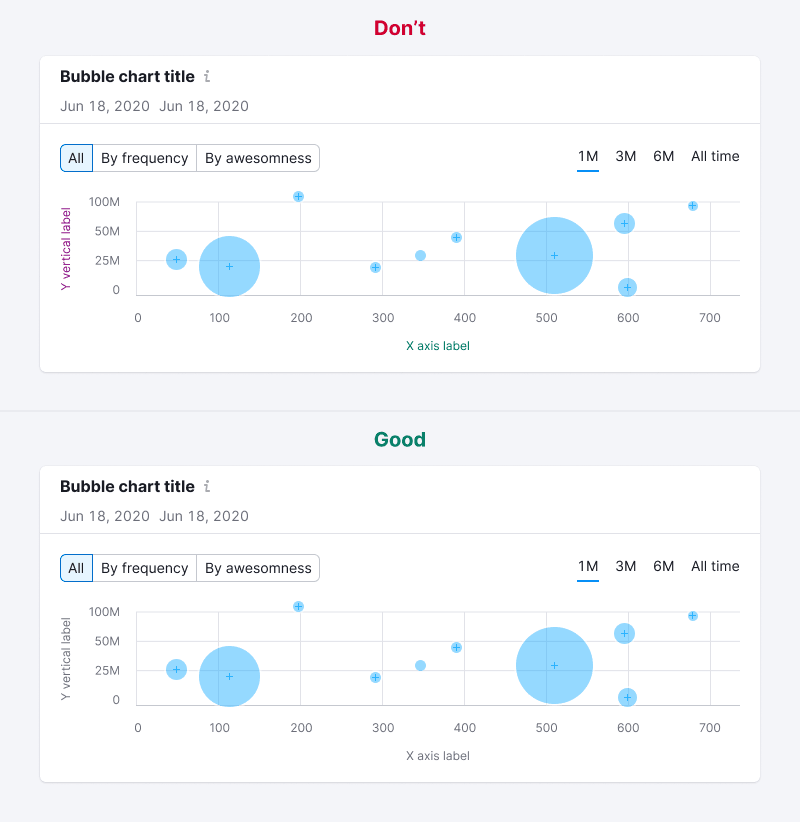 Don’t
Bubble chart title i
Jun 18, 2020 Jun 18, 2020
All By frequency By awesomness 1M 3M 6M All time
Y vertical label
100M
50M
25M
0
0 100 200 300 400 500 600 700
X axis label
Good
Bubble chart title i
Jun 18, 2020 Jun 18, 2020
All By frequency By awesomness 1M 3M 6M All time
Y vertical label
100M
50M
25M
0
0 100 200 300 400 500 600 700
X axis label